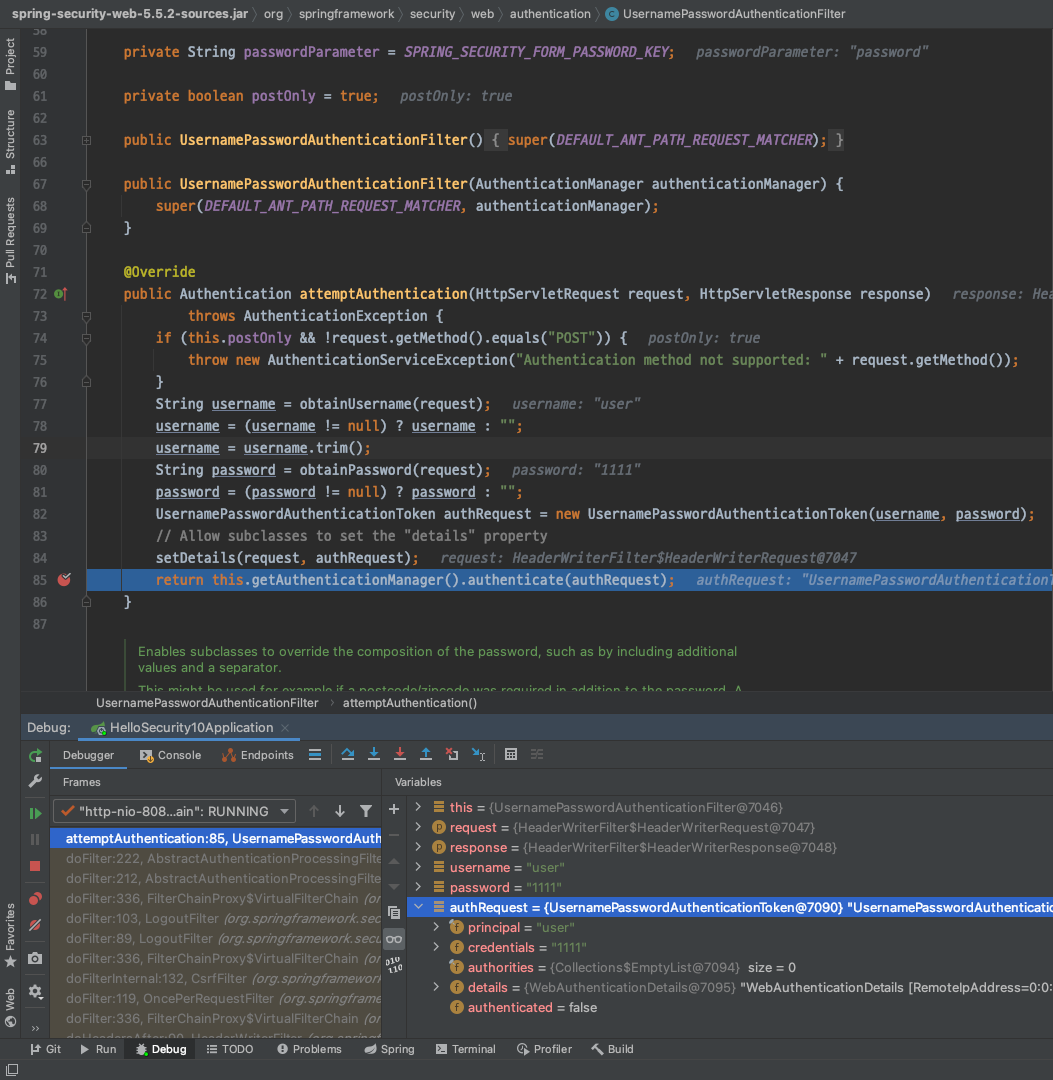 spring-security-web-5.5.2-sources.jar org springframework security web authentication C UsernamePasswordAuthenticationFilter
Project
Structure
Pull Requests
Favorites
Web
58
59 private String passwordParameter = SPRING_SECURITY_FORM_PASSWORD_KEY; passwordParameter: "password"
60
61 private boolean postOnly = true; postOnly: true
62
63 public UsernamePasswordAuthenticationFilter() { super(DEFAULT_ANT_PATH_REQUEST_MATCHER); }
66
67 public UsernamePasswordAuthenticationFilter(AuthenticationManager authenticationManager) {
68 super(DEFAULT_ANT_PATH_REQUEST_MATCHER, authenticationManager);
69 }
70
71 @Override
72 public Authentication attemptAuthentication(HttpServletRequest request, HttpServletResponse response) response: Hea
73 throws AuthenticationException {
74 if (this.postOnly && !request.getMethod().equals("POST")) { postOnly: true
75 throw new AuthenticationServiceException("Authentication method not supported: " + request.getMethod());
76 }
77 String username = obtainUsername(request); username: "user"
78 username = (username != null) ? username : "";
79 username = username.trim();
80 String password = obtainPassword(request); password: "1111"
81 password = (password != null) ? password : "";
82 UsernamePasswordAuthenticationToken authRequest = new UsernamePasswordAuthenticationToken(username, password);
83 // Allow subclasses to set the "details" property
84 setDetails(request, authRequest); request: HeaderWriterFilter$HeaderWriterRequest@7047
85 return this.getAuthenticationManager().authenticate(authRequest); authRequest: "UsernamePasswordAuthenticationT
86 }
87
Enables subclasses to override the composition of the password, such as by including additional
values and a separator.
This might be used for example if a postcode/zipcode was required in addition to the password. A
UsernamePasswordAuthenticationFilter attemptAuthentication()
Debug: HelloSecurity10Application
Debugger Console Endpoints
Frames
Variables
"http-nio-808...ain": RUNNING
attemptAuthentication:85, UsernamePasswordAuth
doFilter:222, AbstractAuthenticationProcessingFilte
doFilter:212, AbstractAuthenticationProcessingFilte
doFilter:336, FilterChainProxy$VirtualFilterChain (or
doFilter:103, LogoutFilter (org.springframework.secu
doFilter:89, LogoutFilter (org.springframework.secu
doFilter:336, FilterChainProxy$VirtualFilterChain (or
doFilterInternal:132, CsrfFilter (org.springframework
doFilter:119, OncePerRequestFilter (org.springframe
doFilter:336, FilterChainProxy$VirtualFilterChain (or
doHeadersAfter:90, HeaderWriterFilter (org.spring
this = {UsernamePasswordAuthenticationFilter@7046}
p request = {HeaderWriterFilter$HeaderWriterRequest@7047}
p response = {HeaderWriterFilter$HeaderWriterResponse@7048}
username = "user"
password = "1111"
authRequest = {UsernamePasswordAuthenticationToken@7090} "UsernamePasswordAuthenticatio
f principal = "user"
f credentials = "1111"
f authorities = {Collections$EmptyList@7094} size = 0
f details = {WebAuthenticationDetails@7095} "WebAuthenticationDetails [RemoteIpAddress=0:0:
f authenticated = false
Git Run Debug TODO Problems Spring Terminal Profiler Build